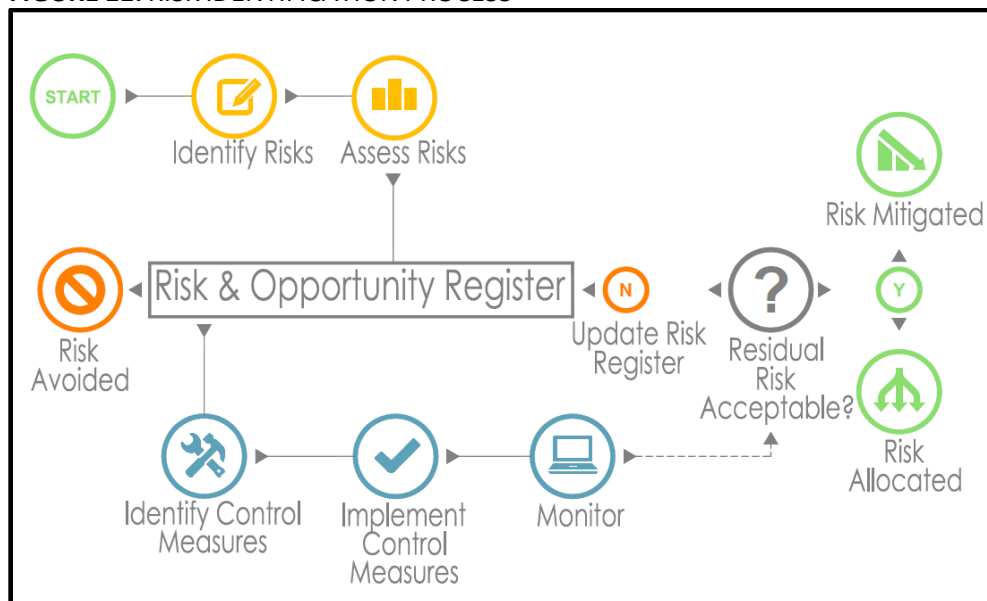 START
Identify Risks
Assess Risks
Risk Mitigated
Risk & Opportunity Register
N
?
Y
Risk
Avoided
Update Risk
Register
Residual
Risk
Acceptable?
Risk
Allocated
Identify Control
Measures
Implement
Control
Measures
Monitor